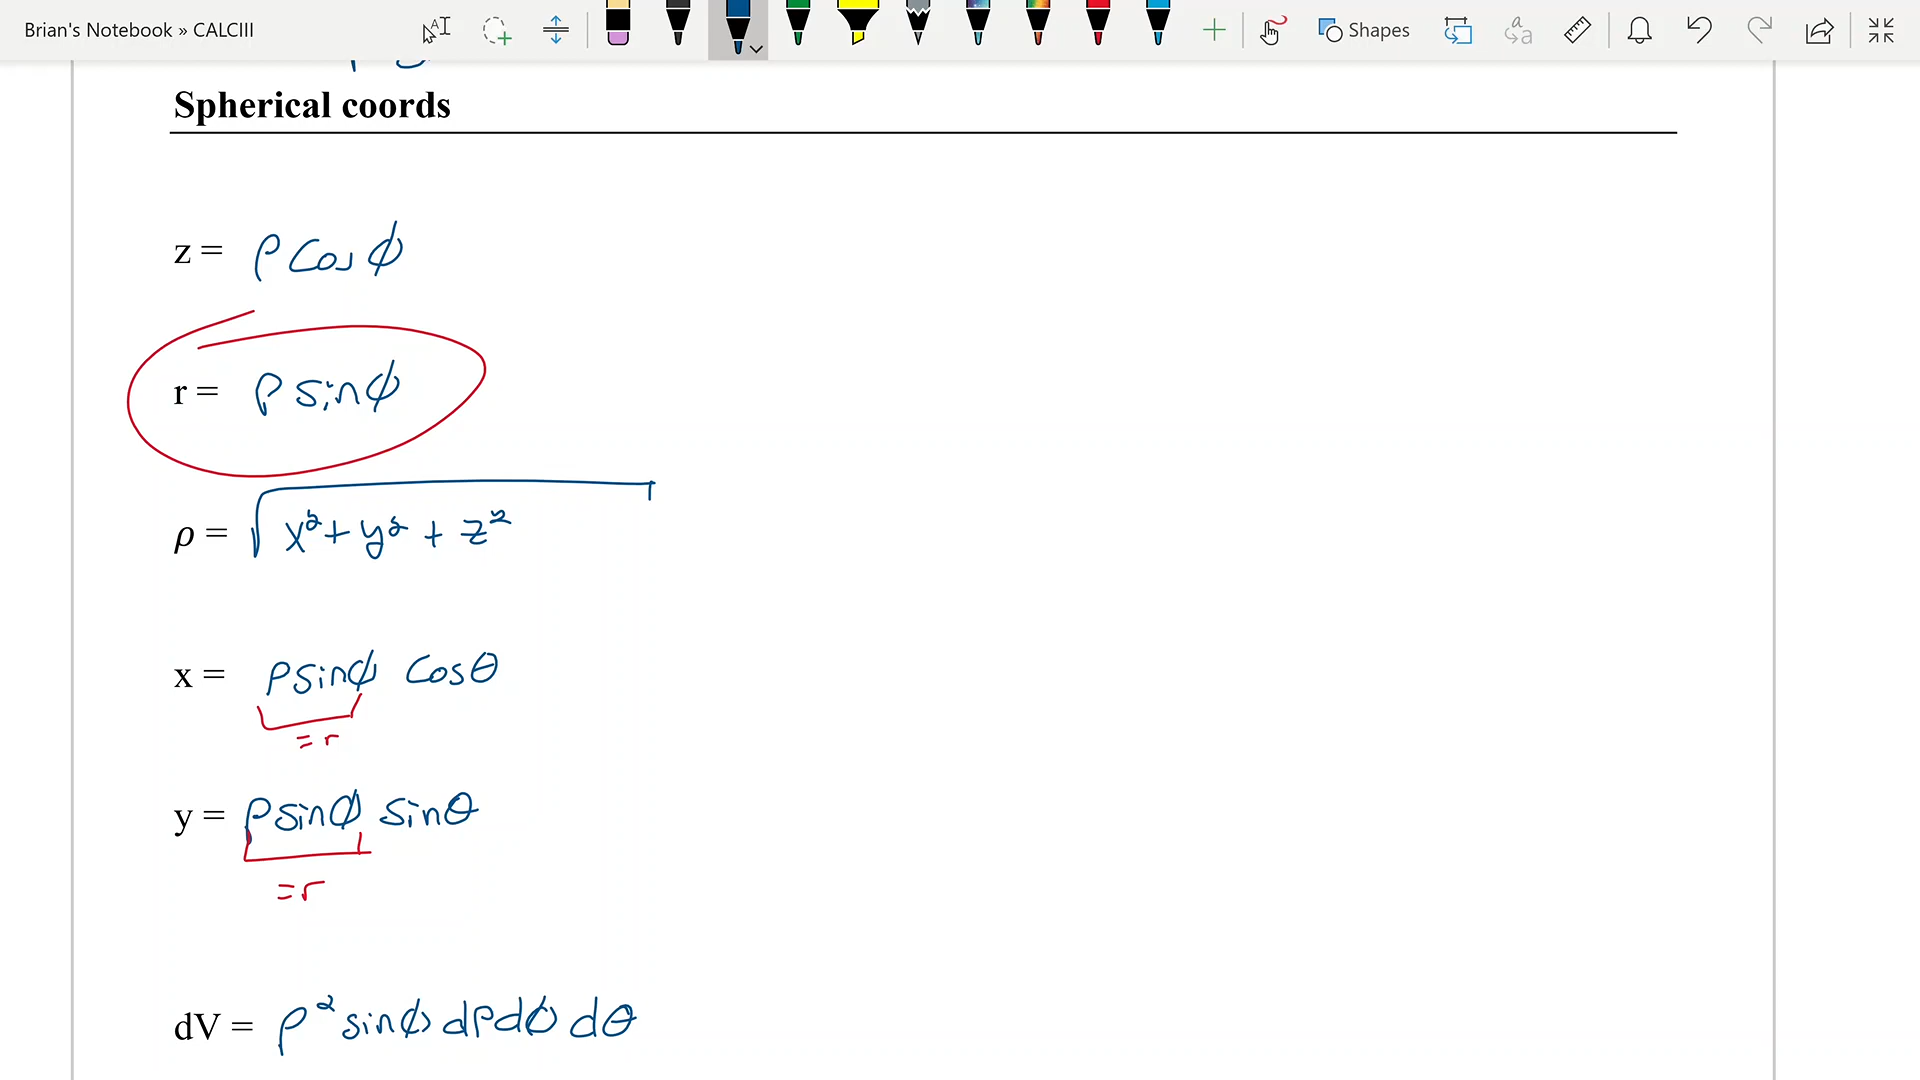 Brian's Notebook » CALCIII
Shapes
Spherical coords
z = ρ cos ϕ
r = ρ sin ϕ
ρ = √x² + y² + z²
x = ρ sin ϕ cos θ
= r
y = ρ sin ϕ sin θ
= r
dV = ρ² sin ϕ dρ dϕ dθ